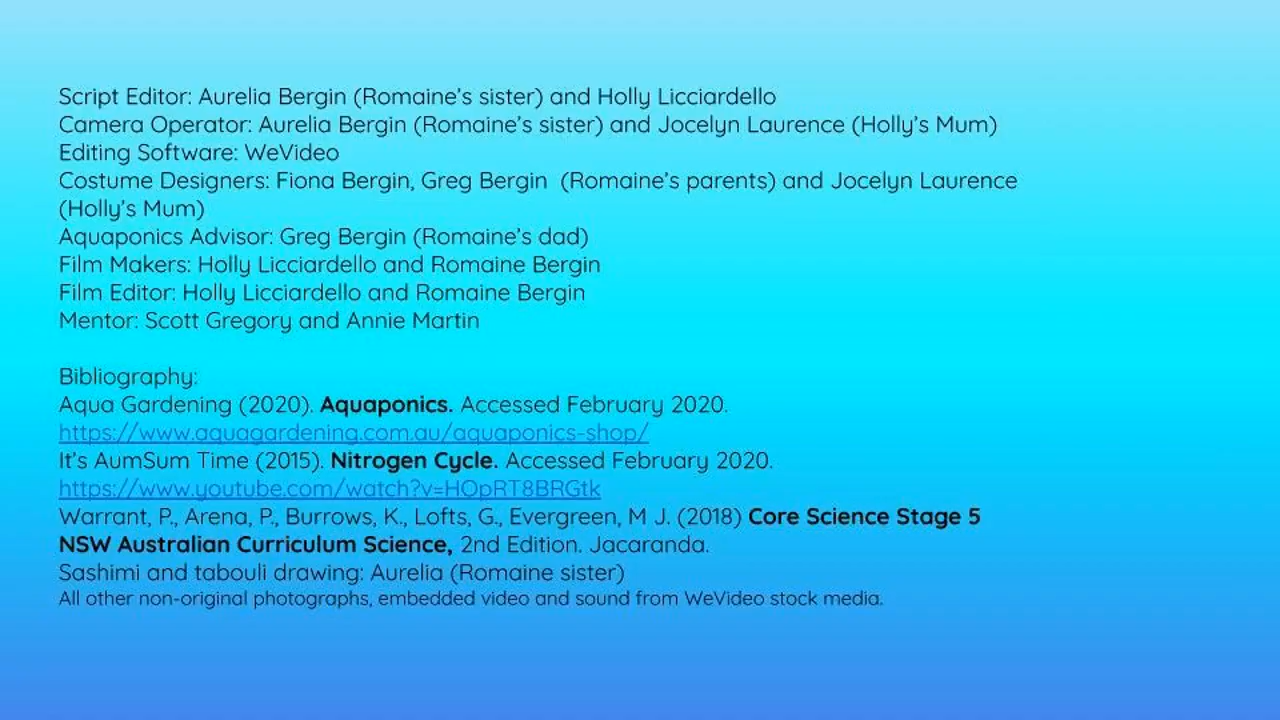 Script Editor: Aurelia Bergin (Romaine's sister) and Holly Licciardello
Camera Operator: Aurelia Bergin (Romaine's sister) and Jocelyn Laurence (Holly's Mum)
Editing Software: WeVideo
Costume Designers: Fiona Bergin, Greg Bergin  (Romaine's parents) and Jocelyn Laurence
(Holly's Mum)
Aquaponics Advisor: Greg Bergin (Romaine's dad)
Film Makers: Holly Licciardello and Romaine Bergin
Film Editor: Holly Licciardello and Romaine Bergin
Mentor: Scott Gregory and Annie Martin
Bibliography:
Aqua Gardening (2020). Aquaponics. Accessed February 2020.
https://www.aquagardening.com.au/aquaponics-shop/
It's AumSum Time (2015). Nitrogen Cycle. Accessed February 2020.
https://www.youtube.com/watch?v=HOpRT8BRGtk
Warrant, P., Arena, P., Burrows, K., Lofts, G., Evergreen, M J. (2018) Core Science Stage 5
NSW Australian Curriculum Science, 2nd Edition. Jacaranda.
Sashimi and tabouli drawing: Aurelia (Romaine sister)
All other non-original photographs, embedded video and sound from WeVideo stock media.